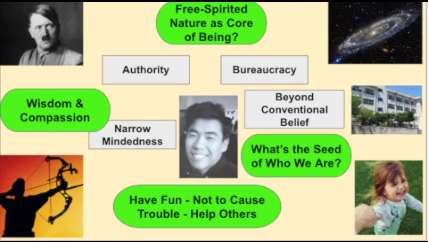 Free-Spirited
Nature as Core
of Being?
Authority
Bureaucracy
Wisdom &
Compassion
Beyond
Conventional
Belief
Narrow
Mindedness
What's the Seed
of Who We Are?
Have Fun - Not to Cause
Trouble - Help Others